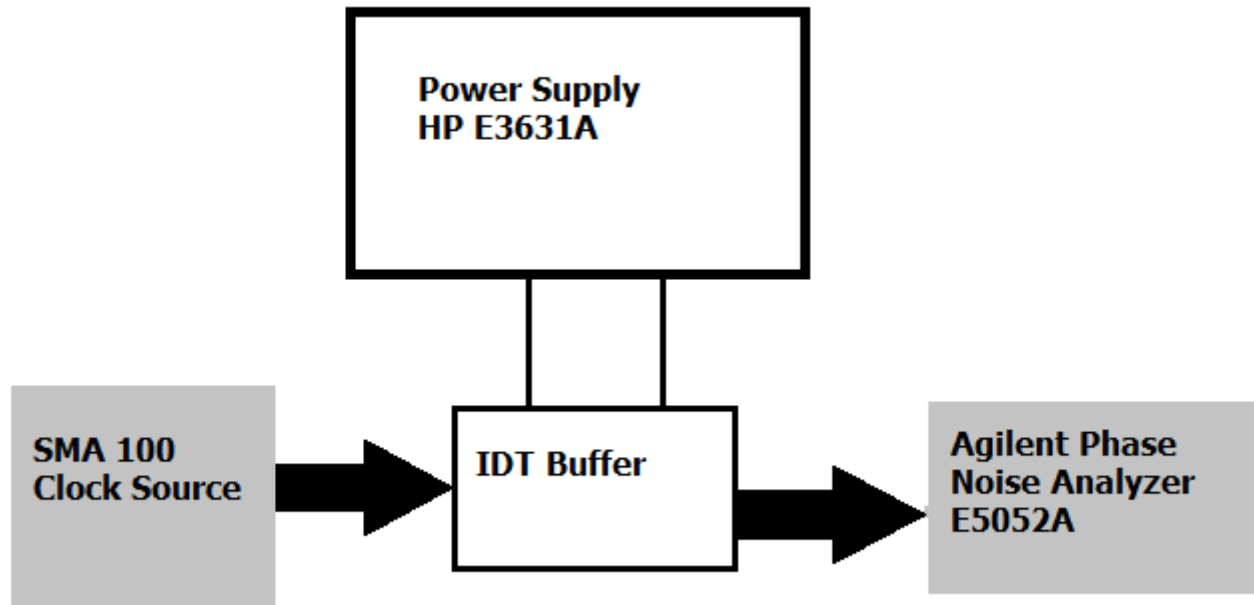 Power Supply
HP E3631A
SMA 100
Clock Source
IDT Buffer
Agilent Phase
Noise Analyzer
E5052A